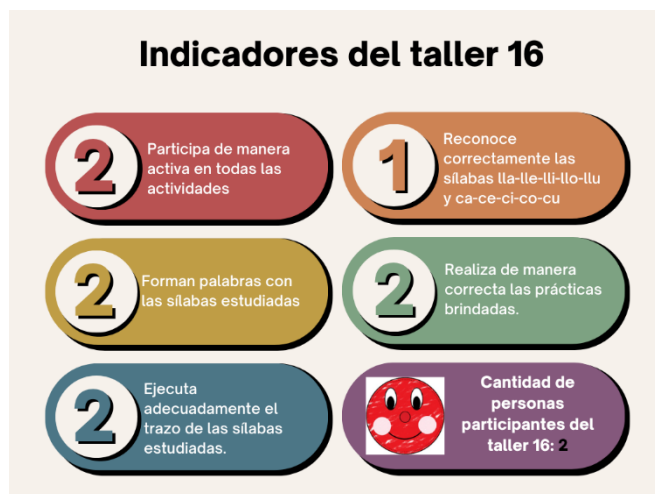 Indicadores del taller 16
2
Participa de manera
activa en todas las
actividades
1
Reconoce
correctamente las
sílabas lla-lle-lli-llo-llu
y ca-ce-ci-co-cu
2
Forman palabras con
las sílabas estudiadas
2
Realiza de manera
correcta las prácticas
brindadas.
2
Ejecuta
adecuadamente el
trazo de las sílabas
estudiadas.
Cantidad de
personas
participantes del
taller 16: 2